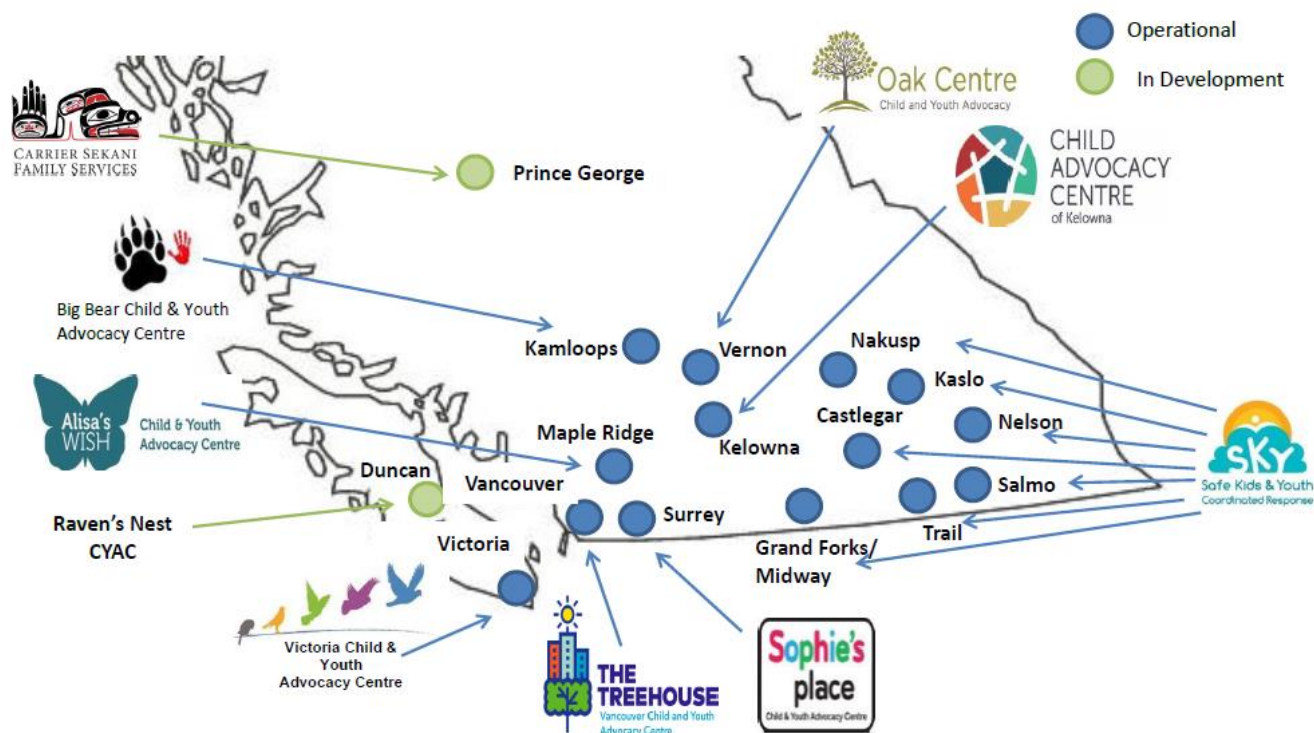 Operational
In Development
Oak Centre
Child and Youth Advocacy
CHILD
ADVOCACY
CENTRE
of Kelowna
CARRIER SEKANI
FAMILY SERVICES
Prince George
Big Bear Child & Youth
Advocacy Centre
Kamloops
Vernon
Nakusp
Kaslo
Alisa's
WISH
Child & Youth
Advocacy Centre
Maple Ridge
Kelowna
Castlegar
Nelson
SKY
Safe Kids & Youth
Coordinated Response
Duncan
Vancouver
Surrey
Salmo
Trail
Grand Forks/
Midway
Raven's Nest
CYAC
Victoria
Victoria Child &
Youth
Advocacy Centre
THE
TREEHOUSE
Vancouver Child and Youth
Advocacy Centre
Sophie's
place
Child & Youth Advocacy Centre